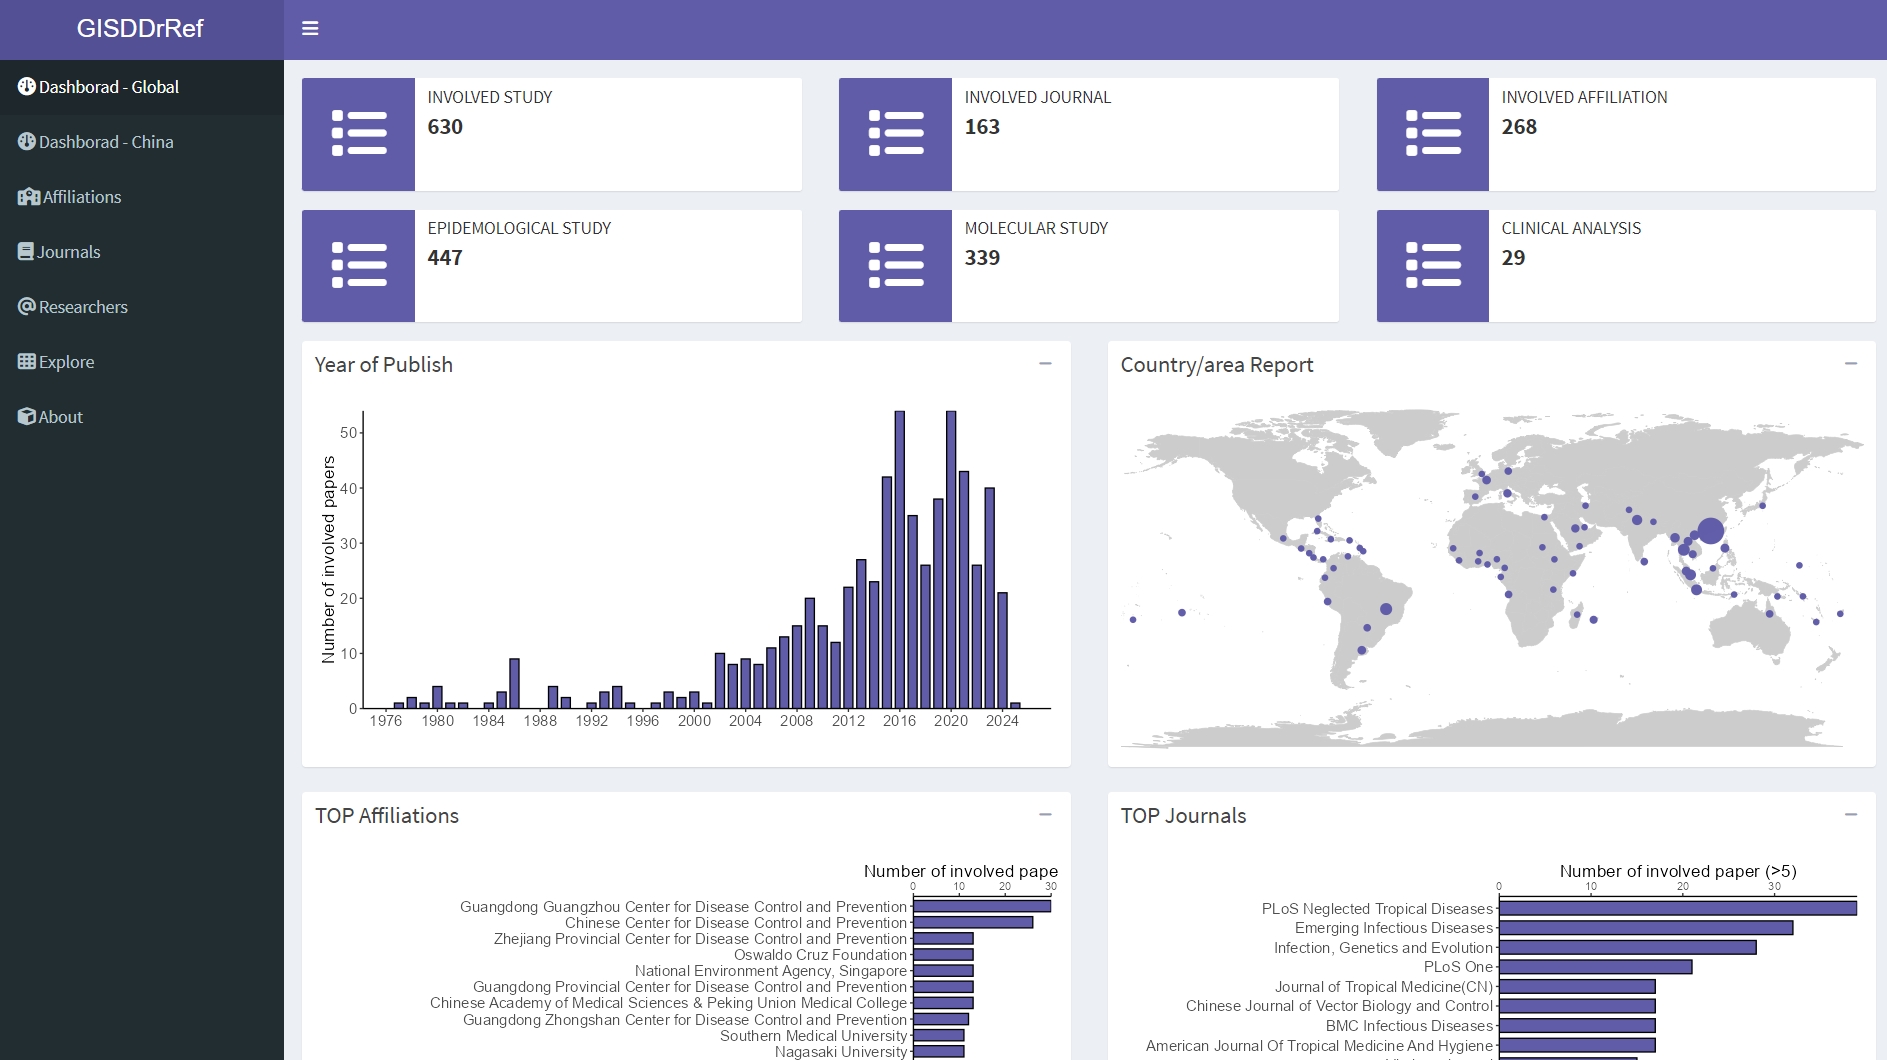 GISDDrRef
Dashborad - Global
Dashborad - China
Affiliations
Journals
Researchers
Explore
About
INVOLVED STUDY
630
INVOLVED JOURNAL
163
INVOLVED AFFILIATION
268
EPIDEMOLOGICAL STUDY
447
MOLECULAR STUDY
339
CLINICAL ANALYSIS
29
Year of Publish
Number of involved papers
50
40
30
20
10
0
1976 1980 1984 1988 1992 1996 2000 2004 2008 2012 2016 2020 2024
Country/area Report
TOP Affiliations
Number of involved pape
0 10 20 30
Guangdong Guangzhou Center for Disease Control and Prevention
Chinese Center for Disease Control and Prevention
Zhejiang Provincial Center for Disease Control and Prevention
Oswaldo Cruz Foundation
National Environment Agency, Singapore
Guangdong Provincial Center for Disease Control and Prevention
Chinese Academy of Medical Sciences & Peking Union Medical College
Guangdong Zhongshan Center for Disease Control and Prevention
Southern Medical University
Nagasaki University
TOP Journals
Number of involved paper (>5)
0 10 20 30
PLoS Neglected Tropical Diseases
Emerging Infectious Diseases
Infection, Genetics and Evolution
PLoS One
Journal of Tropical Medicine(CN)
Chinese Journal of Vector Biology and Control
BMC Infectious Diseases
American Journal Of Tropical Medicine And Hygiene